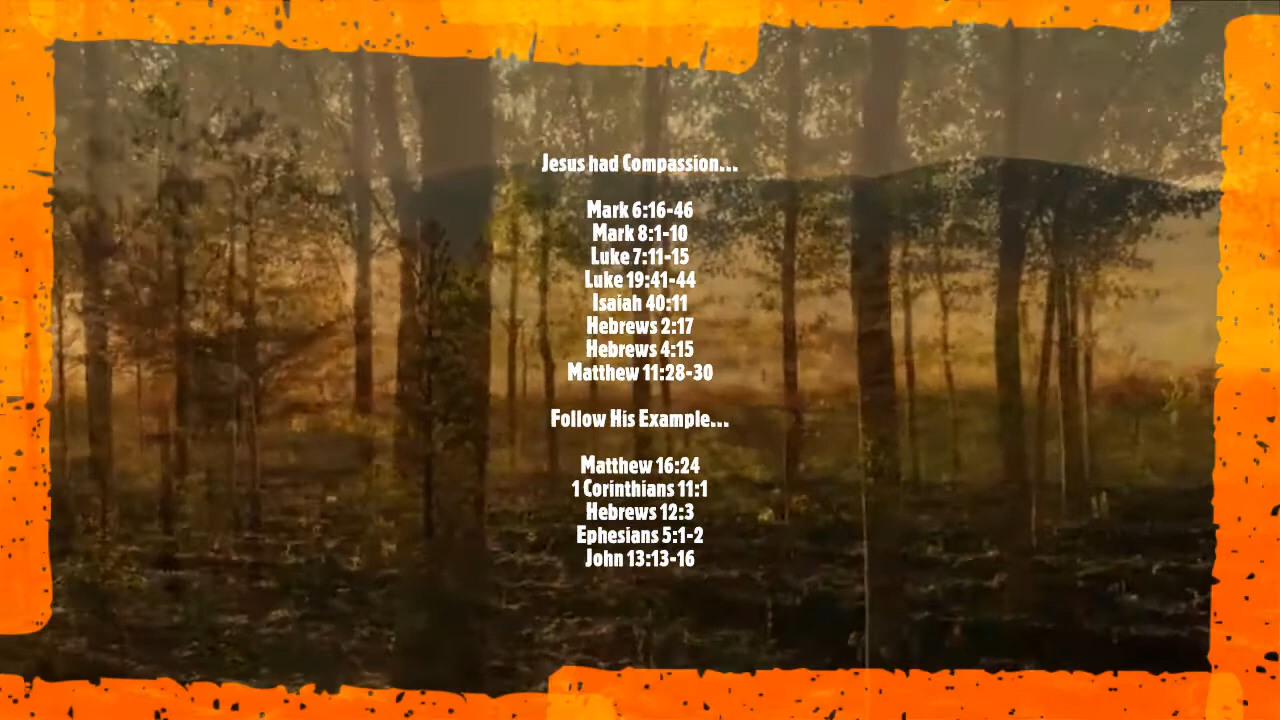 Jesus had Compassion...
Mark 6:16-46
Mark 8:1-10
Luke 7:11-15
Luke 19:41-44
Isaiah 40:11
Hebrews 2:17
Hebrews 4:15
Matthew 11:28-30
Follow His Example...
Matthew 16:24
1 Corinthians 11:1
Hebrews 12:3
Ephesians 5:1-2
John 13:13-16